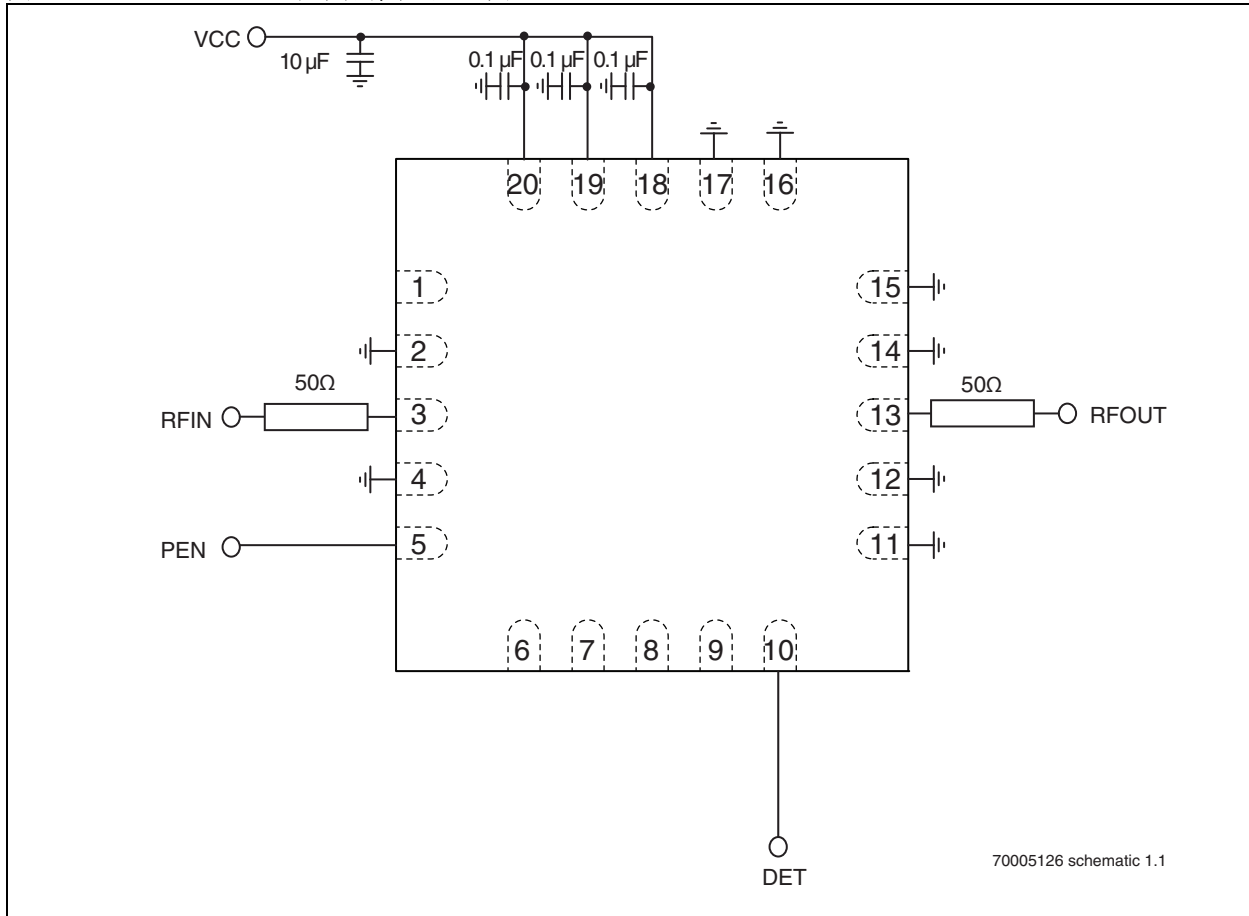 VCC
10 µF
0.1 µF 0.1 µF 0.1 µF
20 19 18 17 16
1
2
50Ω
RFIN
3
4
PEN
5
15
14
50Ω
13
RFOUT
12
11
6 7 8 9 10
DET
70005126 schematic 1.1